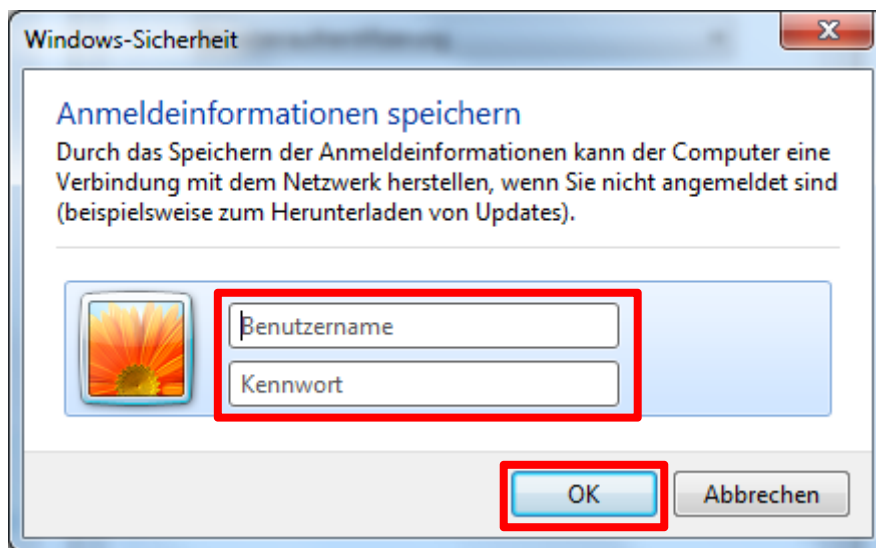 Windows-Sicherheit
Anmeldeinformationen speichern
Durch das Speichern der Anmeldeinformationen kann der Computer eine
Verbindung mit dem Netzwerk herstellen, wenn Sie nicht angemeldet sind
(beispielsweise zum Herunterladen von Updates).
Benutzername
Kennwort
OK
Abbrechen